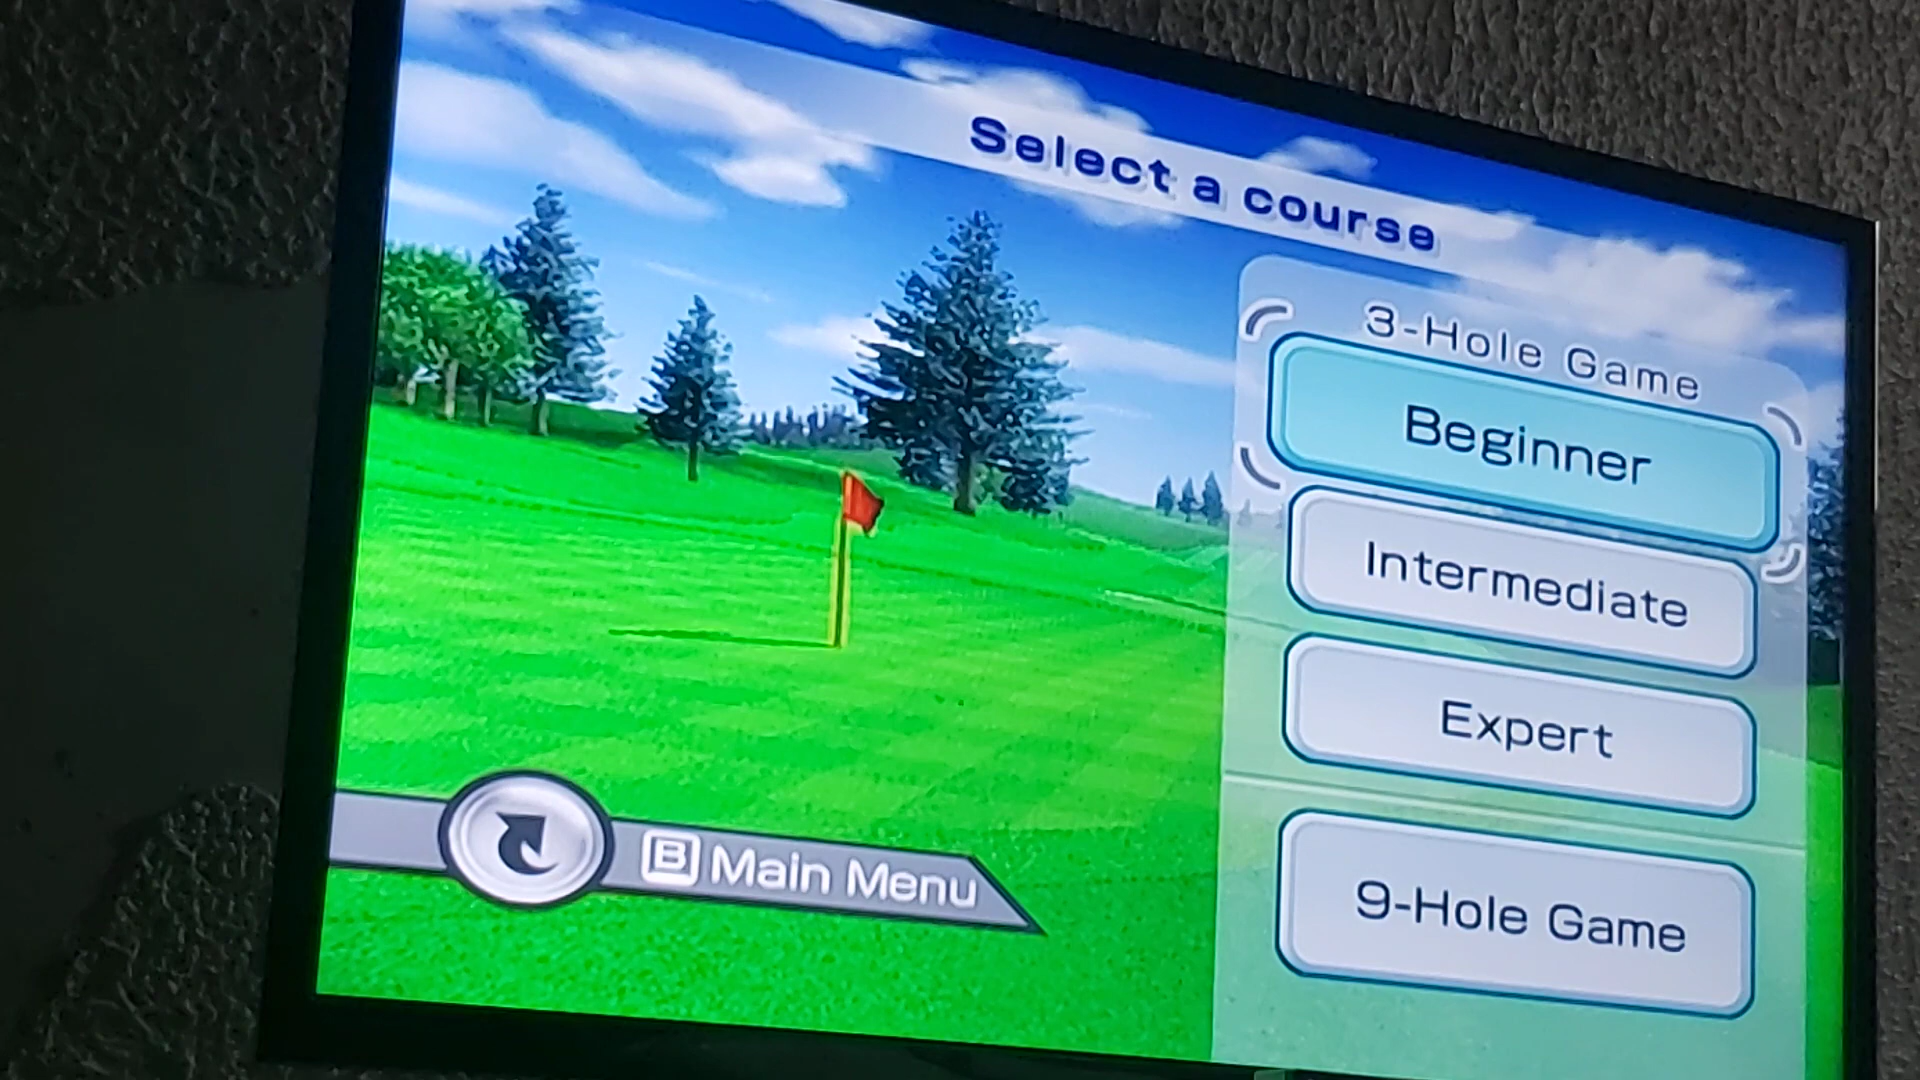 Select a course
3-Hole Game
Beginner
Intermediate
Expert
9-Hole Game
B Main Menu